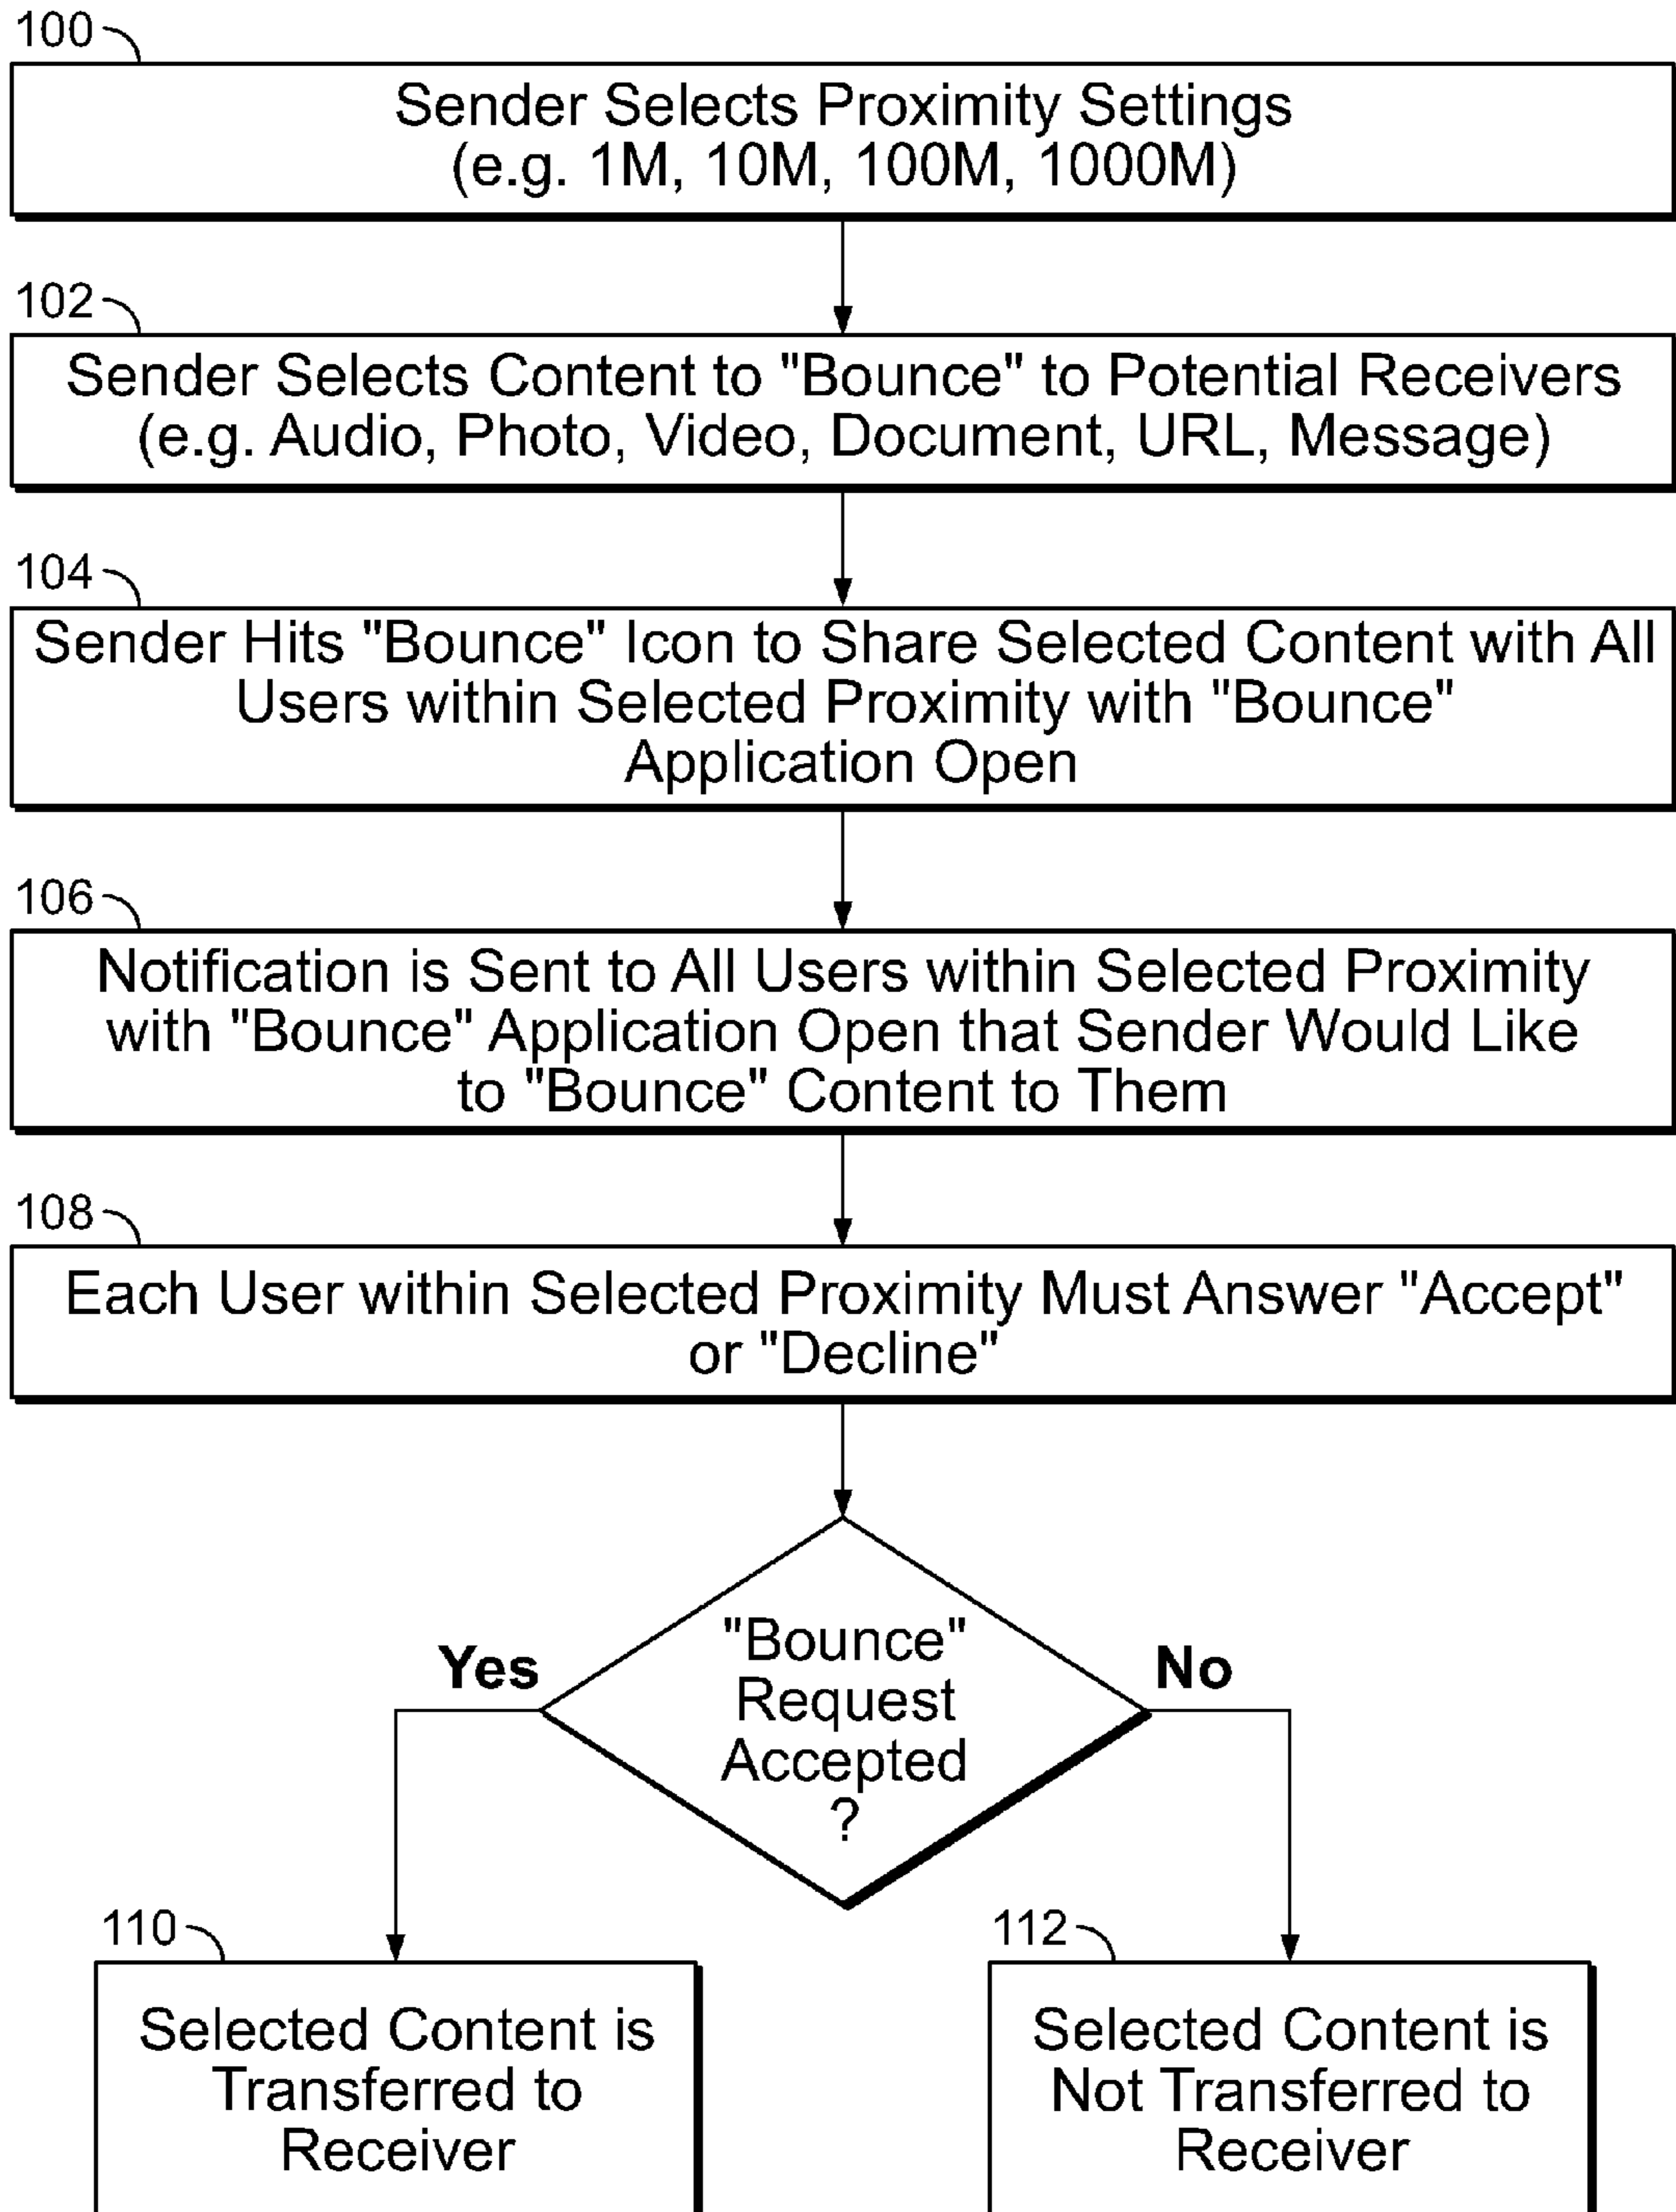 100
Sender Selects Proximity Settings
(e.g. 1M, 10M, 100M, 1000M)
102
Sender Selects Content to "Bounce" to Potential Receivers
(e.g. Audio, Photo, Video, Document, URL, Message)
104
Sender Hits "Bounce" Icon to Share Selected Content with All
Users within Selected Proximity with "Bounce"
Application Open
106
Notification is Sent to All Users within Selected Proximity
with "Bounce" Application Open that Sender Would Like
to "Bounce" Content to Them
108
Each User within Selected Proximity Must Answer "Accept"
or "Decline"
"Bounce"
Request
Accepted
?
Yes
No
110
Selected Content is
Transferred to
Receiver
112
Selected Content is
Not Transferred to
Receiver